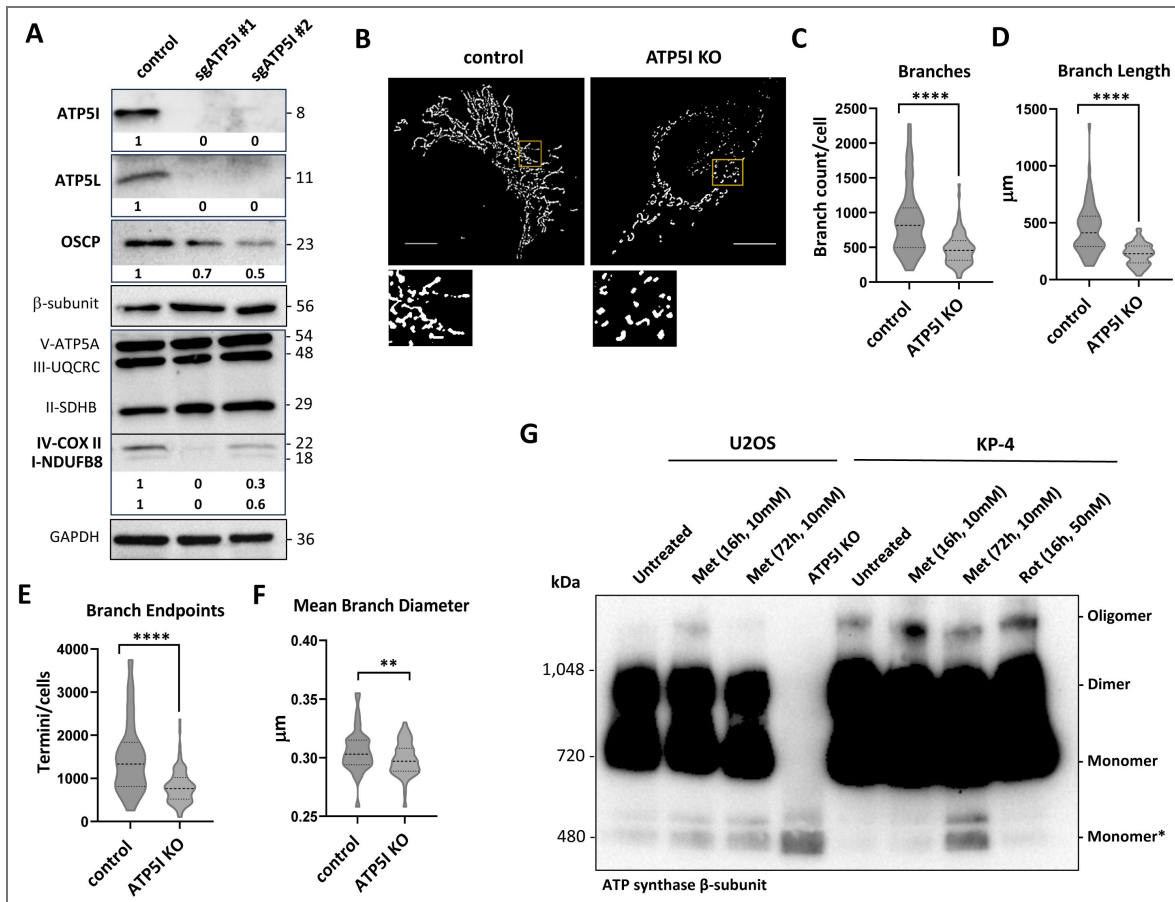 A
control
sgATP5I #1
sgATP5I #2
ATP5I
- 8
1 0 0
ATP5L
- 11
1 0 0
OSCP
- 23
1 0.7 0.5
β-subunit
- 56
V-ATP5A
- 54
- 48
III-UQCRC
II-SDHB
- 29
IV-COX II
- 22
I-NDUFB8
- 18
1 0 0.3
1 0 0.6
GAPDH
- 36
B
control
ATP5I KO
C
Branches
****
Branch count/cell
2500
2000
1500
1000
500
0
control
ATP5I KO
D
Branch Length
****
μm
1500
1000
500
0
control
ATP5I KO
E
Branch Endpoints
****
Termini/cells
4000
3000
2000
1000
0
control
ATP5I KO
F
Mean Branch Diameter
**
μm
0.40
0.35
0.30
0.25
control
ATP5I KO
G
U2OS
KP-4
Untreated
Met (16h, 10mM)
Met (72h, 10mM)
ATP5I KO
Untreated
Met (16h, 10mM)
Met (72h, 10mM)
Rot (16h, 50nM)
kDa
1,048 -
720 -
480 -
Oligomer
Dimer
Monomer
Monomer*
ATP synthase β-subunit